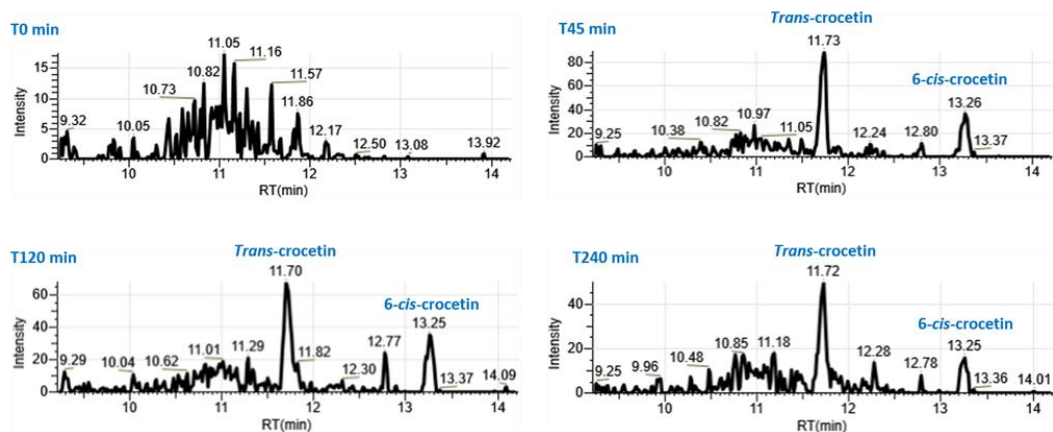 T0 min
Intensity
15
10
5
0
9.32
10.05
10.73
10.82
11.05
11.16
11.57
11.86
12.17
12.50
13.08
13.92
10 11 12 13 14
RT(min)
T45 min
Trans-crocetin
6-cis-crocetin
Intensity
80
60
40
20
0
9.25
10.38
10.82
10.97
11.05
11.73
12.24
12.80
13.26
13.37
10 11 12 13 14
RT(min)
T120 min
Trans-crocetin
6-cis-crocetin
Intensity
60
40
20
0
9.29
10.04
10.62
11.01
11.29
11.70
11.82
12.30
12.77
13.25
13.37
14.09
10 11 12 13 14
RT(min)
T240 min
Trans-crocetin
6-cis-crocetin
Intensity
40
20
0
9.25
9.96
10.48
10.85
11.18
11.72
12.28
12.78
13.25
13.36
14.01
10 11 12 13 14
RT(min)